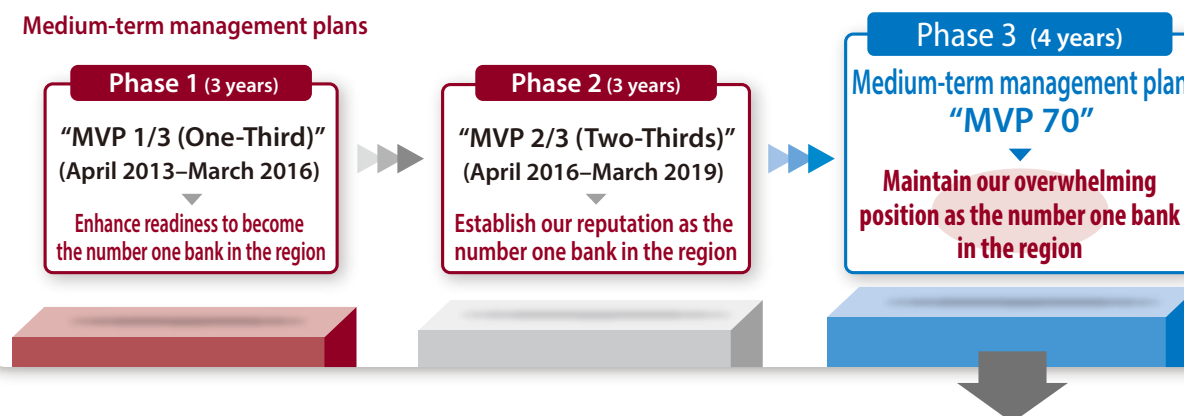 Medium-term management plans
Phase 1 (3 years)
“MVP 1/3 (One-Third)”
(April 2013–March 2016)
Enhance readiness to become
the number one bank in the region
Phase 2 (3 years)
“MVP 2/3 (Two-Thirds)”
(April 2016–March 2019)
Establish our reputation as the
number one bank in the region
Phase 3 (4 years)
Medium-term management plan
“MVP 70”
Maintain our overwhelming
position as the number one bank
in the region